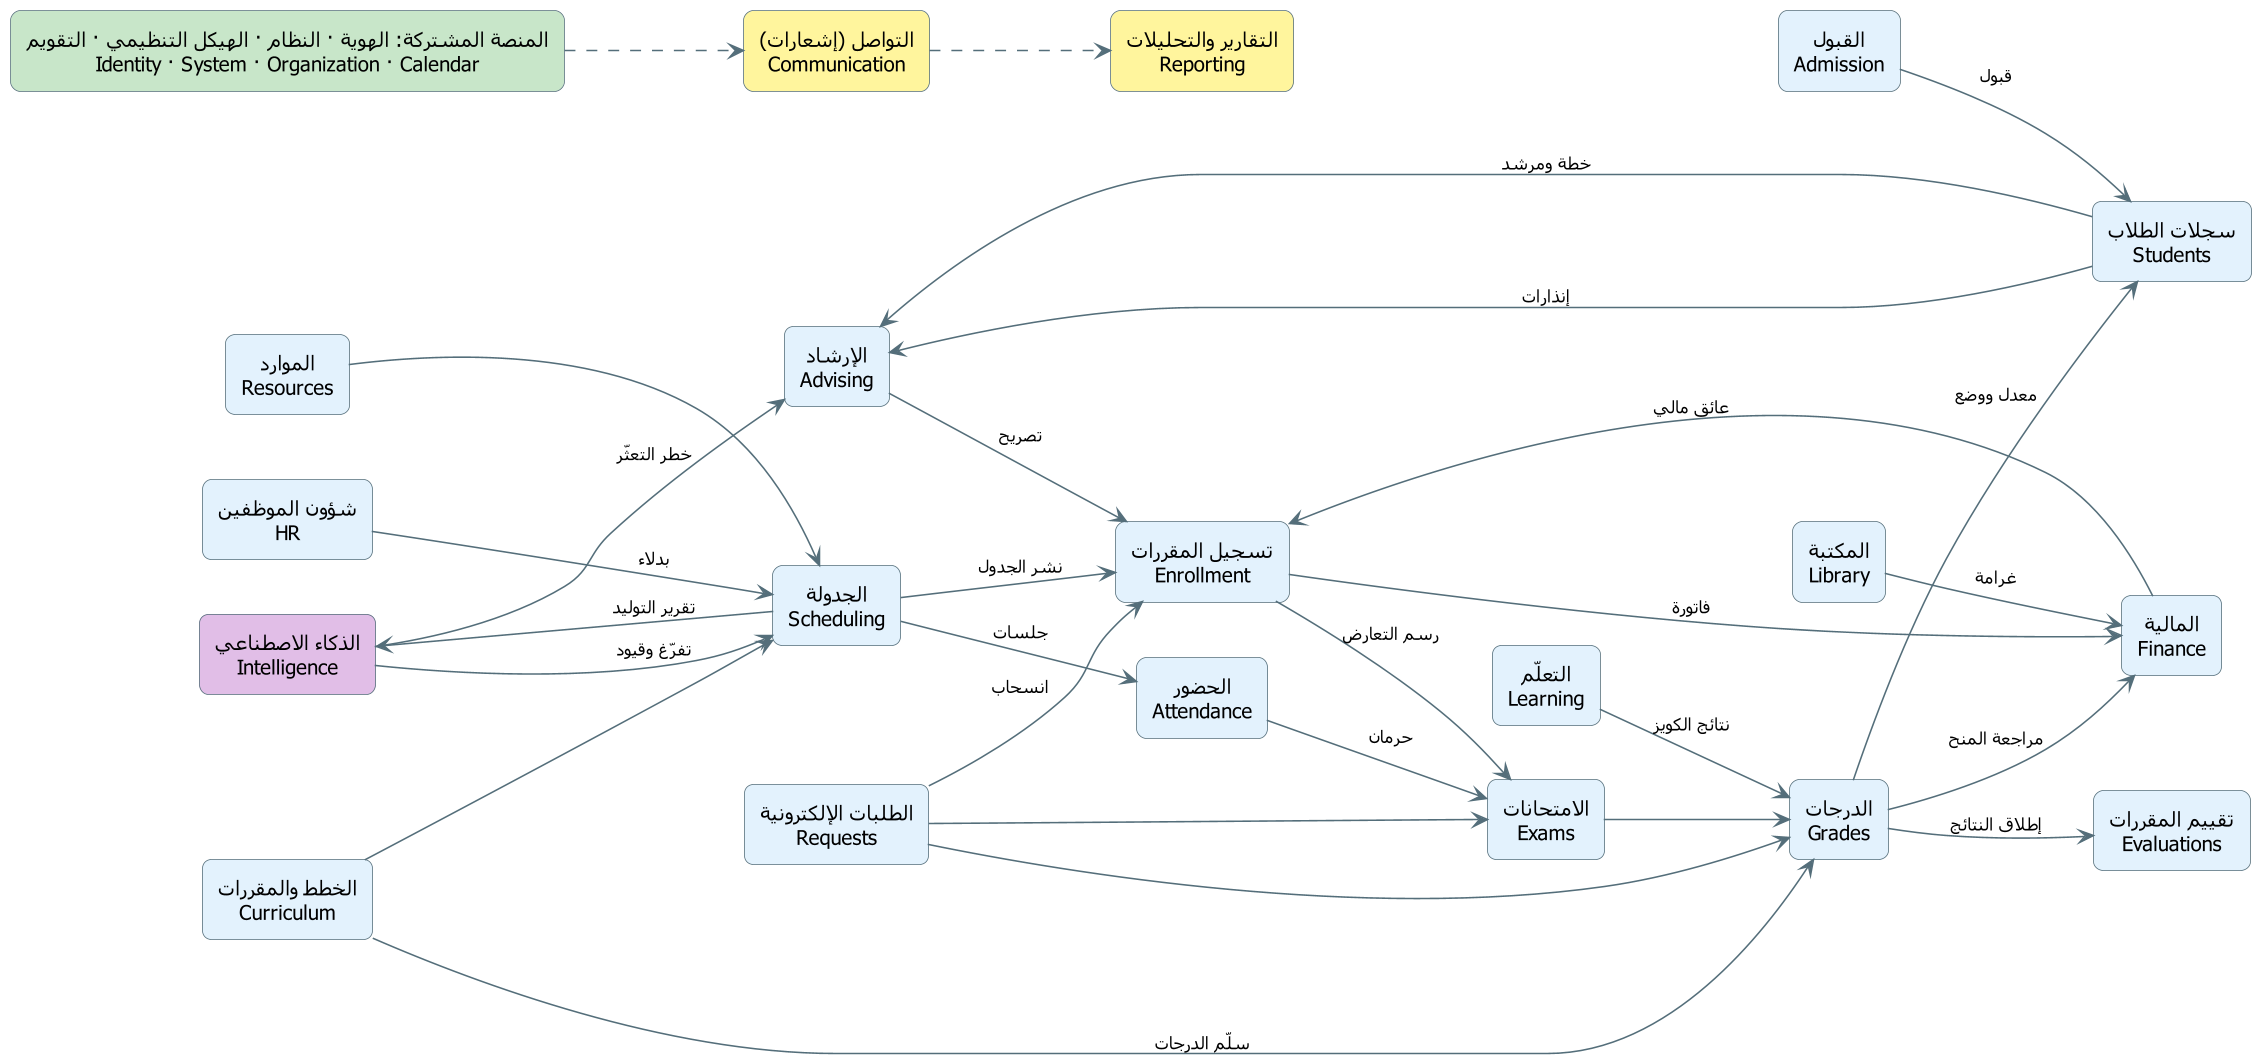 المنصة المشتركة: الهوية · النظام · الهيكل التنظيمي · التقويم
Identity · System · Organization · Calendar
التواصل (إشعارات)
Communication
التقارير والتحليلات
Reporting
القبول
Admission
قبول
خطة ومرشد
سجلات الطلاب
Students
إنذارات
الموارد
Resources
الإرشاد
Advising
معدل ووضع
عائق مالي
تصريح
خطر التعثّر
شؤون الموظفين
HR
بدلاء
تسجيل المقررات
Enrollment
المكتبة
Library
نشر الجدول
غرامة
الجدولة
Scheduling
تقرير التوليد
فاتورة
المالية
Finance
الذكاء الاصطناعي
Intelligence
تفرّغ وقيود
جلسات
رسم التعارض
انسحاب
الحضور
Attendance
التعلّم
Learning
نتائج الكويز
حرمان
مراجعة المنح
الطلبات الإلكترونية
Requests
الامتحانات
Exams
الدرجات
Grades
إطلاق النتائج
تقييم المقررات
Evaluations
الخطط والمقررات
Curriculum
سلّم الدرجات